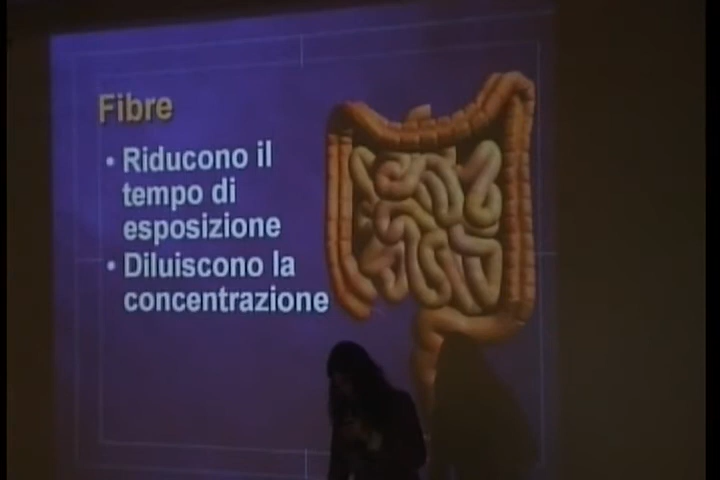 Fibre
• Riducono il
tempo di
esposizione
• Diluiscono la
concentrazione